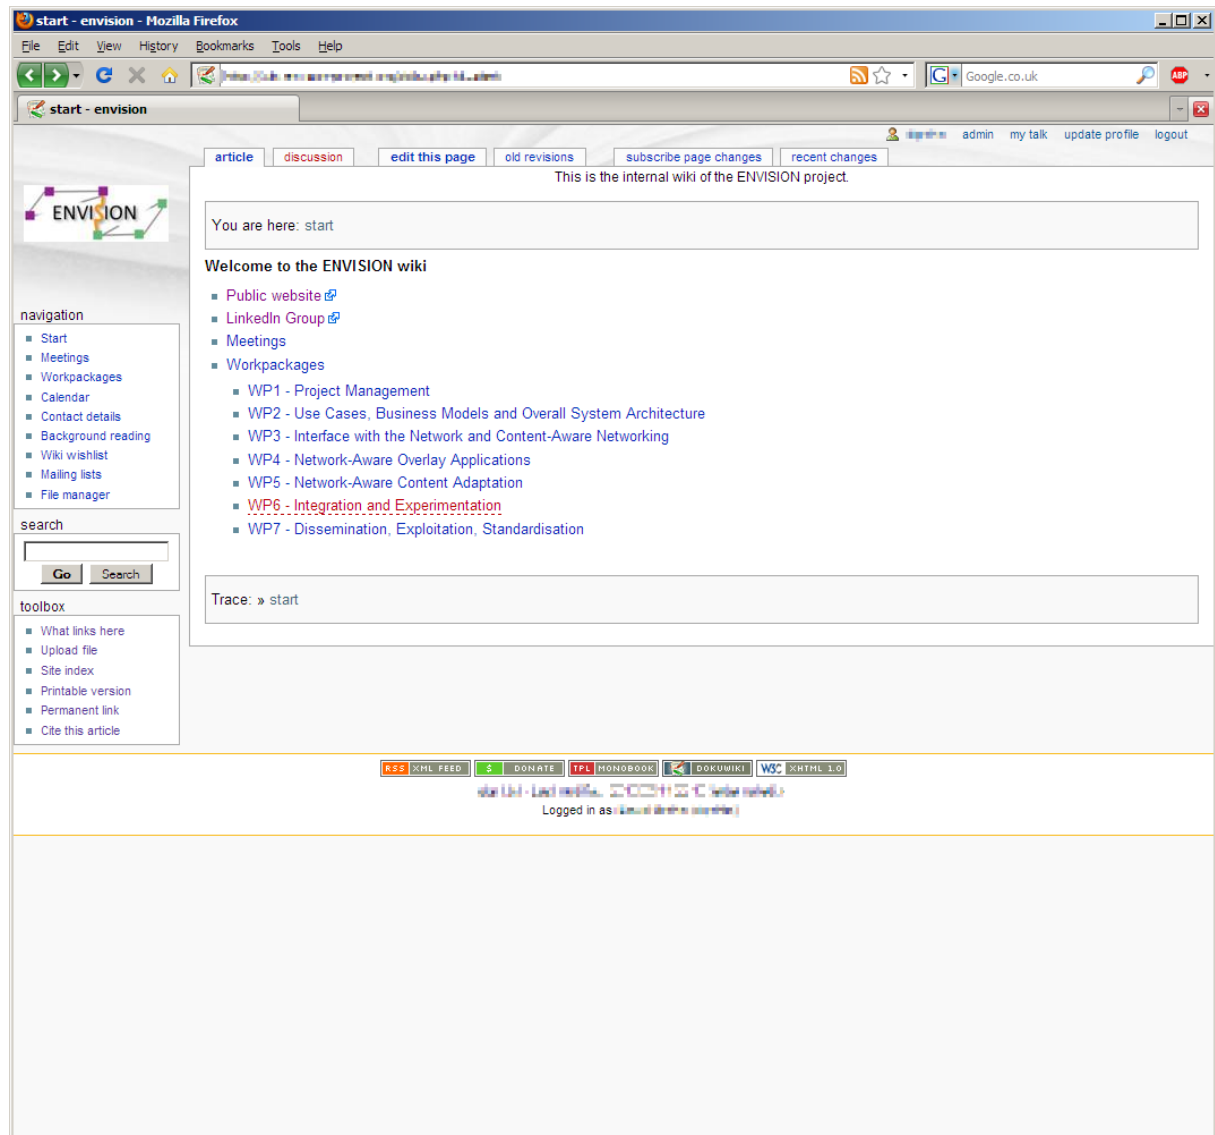 start - envision - Mozilla Firefox
File Edit View History Bookmarks Tools Help
Google.co.uk
ABP
start - envision
admin my talk update profile logout
article discussion edit this page old revisions subscribe page changes recent changes
This is the internal wiki of the ENVISION project.
ENVISION
You are here: start
Welcome to the ENVISION wiki
Public website
LinkedIn Group
Meetings
Workpackages
WP1 - Project Management
WP2 - Use Cases, Business Models and Overall System Architecture
WP3 - Interface with the Network and Content-Aware Networking
WP4 - Network-Aware Overlay Applications
WP5 - Network-Aware Content Adaptation
WP6 - Integration and Experimentation
WP7 - Dissemination, Exploitation, Standardisation
Trace: » start
navigation
Start
Meetings
Workpackages
Calendar
Contact details
Background reading
Wiki wishlist
Mailing lists
File manager
search
Go Search
toolbox
What links here
Upload file
Site index
Printable version
Permanent link
Cite this article
RSS XML FEED $ DONATE TPL MONOBOOK DOKUWIKI W3C XHTML 1.0
Logged in as: